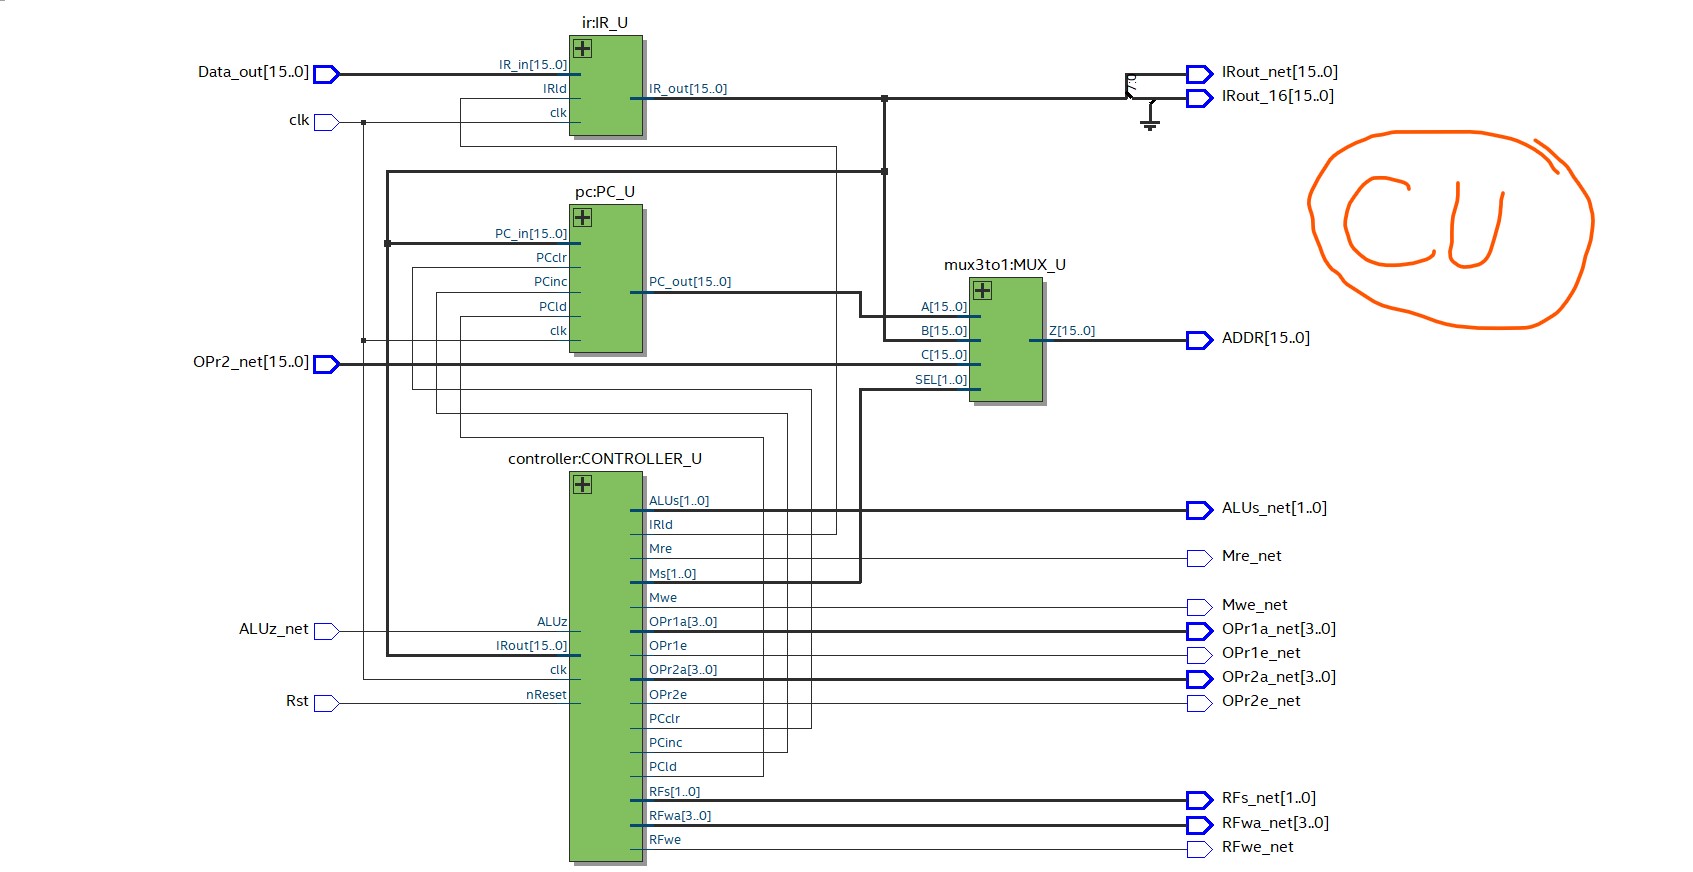 ir:IR_U
Data_out[15..0]
IR_in[15..0]
IRld
clk
clk
IR_out[15..0]
7:0
IRout_net[15..0]
IRout_16[15..0]
CU
pc:PC_U
PC_in[15..0]
PCclr
PCinc
PCld
clk
PC_out[15..0]
OPr2_net[15..0]
mux3to1:MUX_U
A[15..0]
B[15..0]
C[15..0]
SEL[1..0]
Z[15..0]
ADDR[15..0]
controller:CONTROLLER_U
ALUz_net
Rst
ALUz
IRout[15..0]
clk
nReset
ALUs[1..0]
IRld
Mre
Ms[1..0]
Mwe
OPr1a[3..0]
OPr1e
OPr2a[3..0]
OPr2e
PCclr
PCinc
PCld
RFs[1..0]
RFwa[3..0]
RFwe
ALUs_net[1..0]
Mre_net
Mwe_net
OPr1a_net[3..0]
OPr1e_net
OPr2a_net[3..0]
OPr2e_net
RFs_net[1..0]
RFwa_net[3..0]
RFwe_net